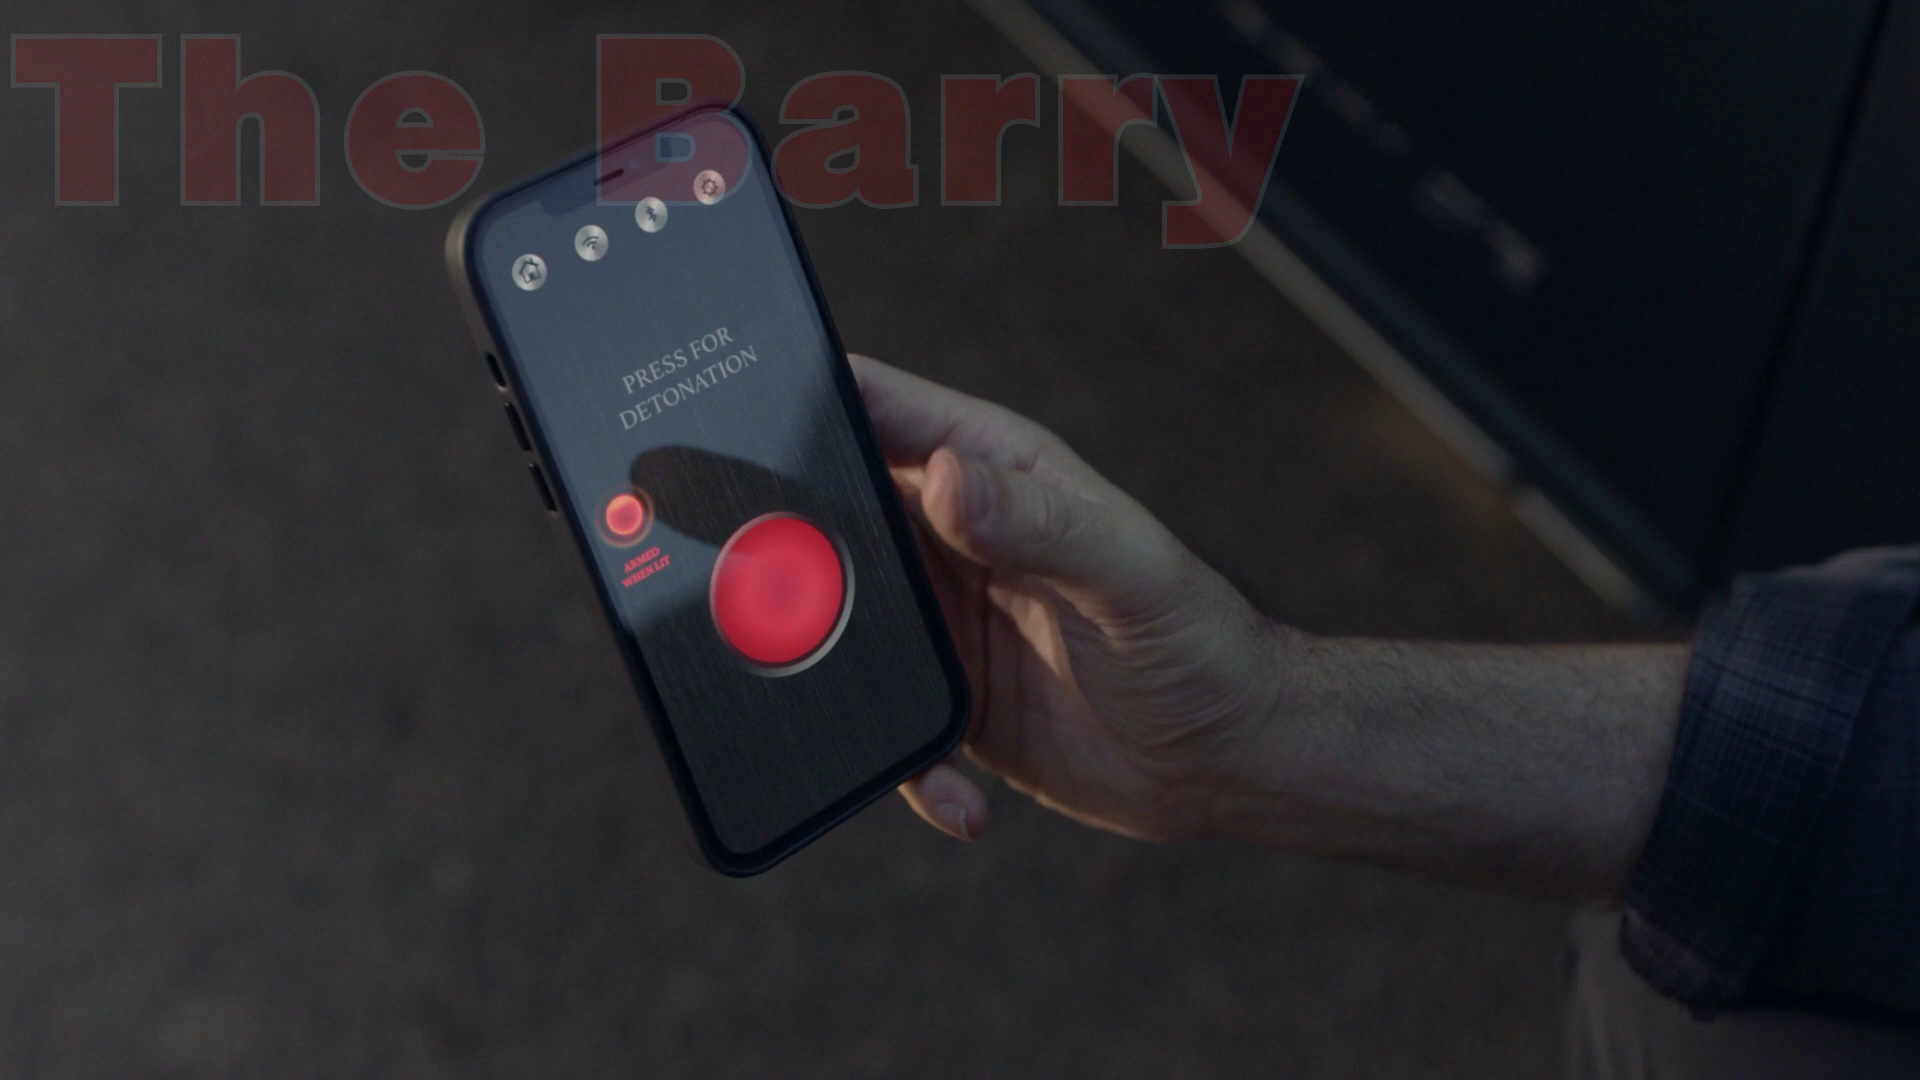 The Barry
PRESS FOR
DETONATION
ARMED
WHEN LIT